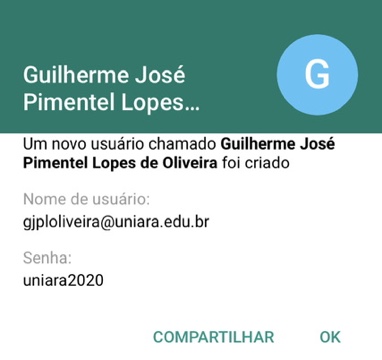 Guilherme José
Pimentel Lopes...
G
Um novo usuário chamado Guilherme José
Pimentel Lopes de Oliveira foi criado
Nome de usuário:
gjploliveira@uniara.edu.br
Senha:
uniara2020
COMPARTILHAR OK